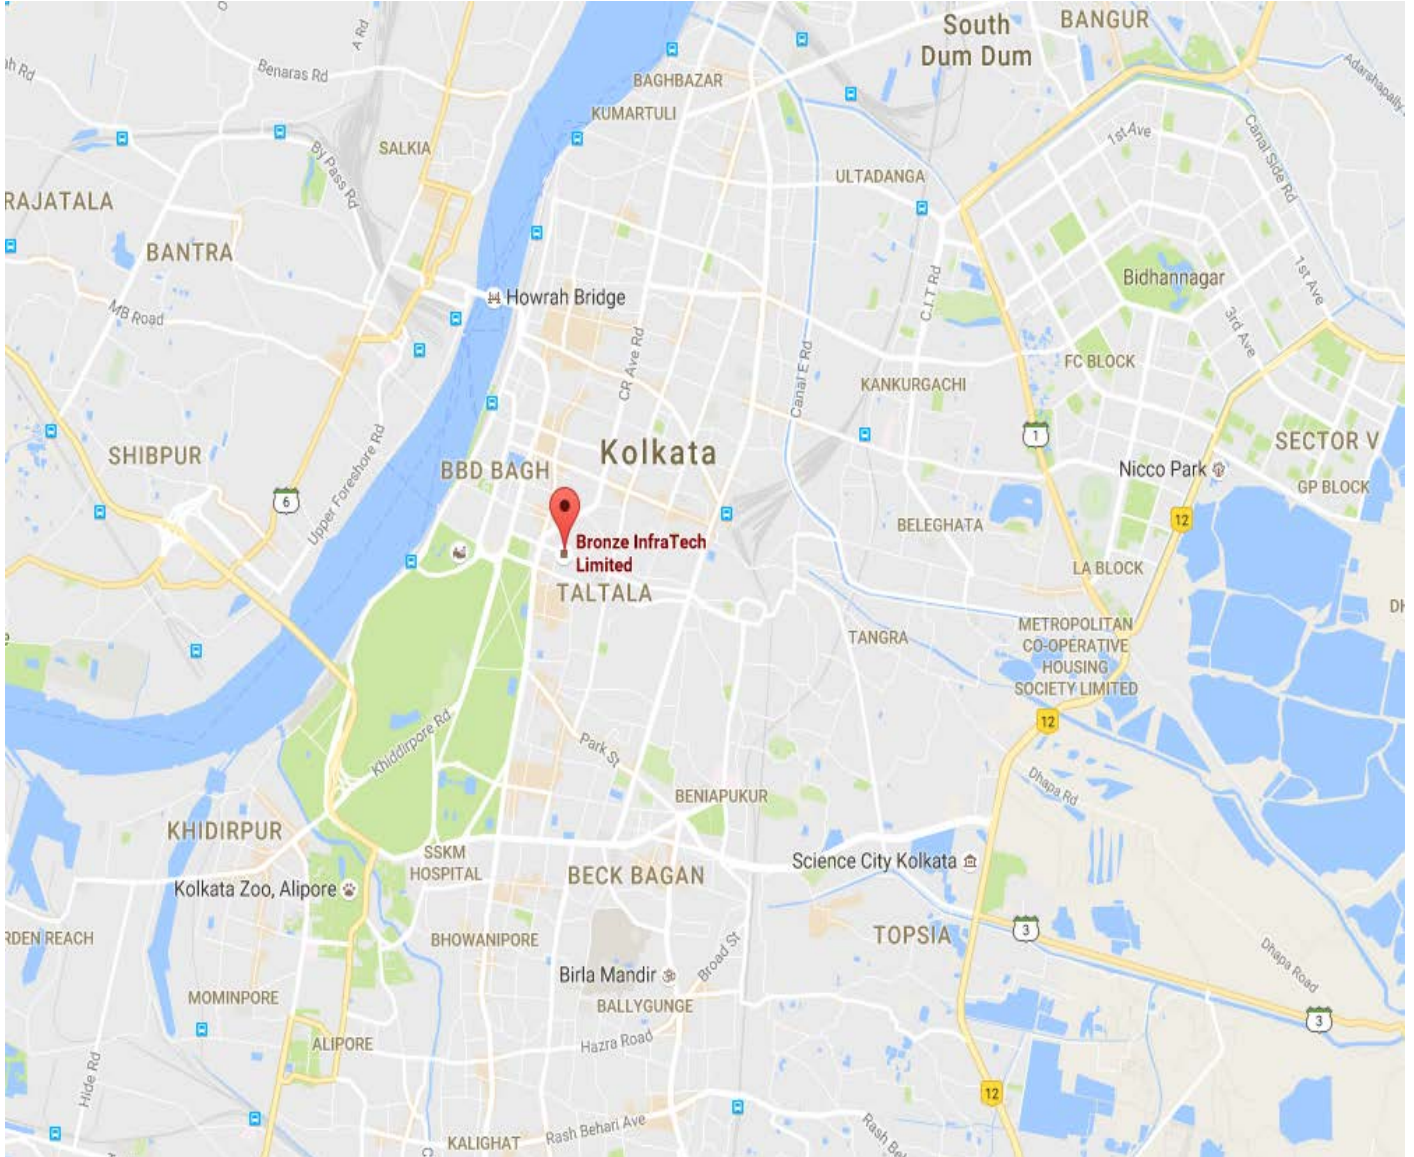 South
Dum Dum
BANGUR
A Rd
Benaras Rd
BAGHBAZAR
KUMARTULI
Adarshapally
1st Ave
Canal Side Rd
SALKIA
By Pass Rd
ULTADANGA
RAJATALA
BANTRA
Bidhannagar
1st Ave
C.I.T Rd
Howrah Bridge
MB Road
3rd Ave
CR Ave Rd
FC BLOCK
Canal E Rd
KANKURGACHI
1
SECTOR V
Kolkata
SHIBPUR
BBD BAGH
Nicco Park
GP BLOCK
6
Upper Foreshore Rd
12
BELEGHATA
Bronze InfraTech
Limited
LA BLOCK
TALTALA
METROPOLITAN
CO-OPERATIVE
HOUSING
SOCIETY LIMITED
TANGRA
12
Khiddirpore Rd
Park St
Dhapa Rd
BENIAPUKUR
KHIDIRPUR
SSKM
HOSPITAL
BECK BAGAN
Science City Kolkata
Kolkata Zoo, Alipore
RDEN REACH
BHOWANIPORE
TOPSIA
3
Broad St
Dhapa Road
Birla Mandir
MOMINPORE
BALLYGUNGE
3
ALIPORE
Hazra Road
Hide Rd
12
KALIGHAT
Rash Behari Ave
Rash Be